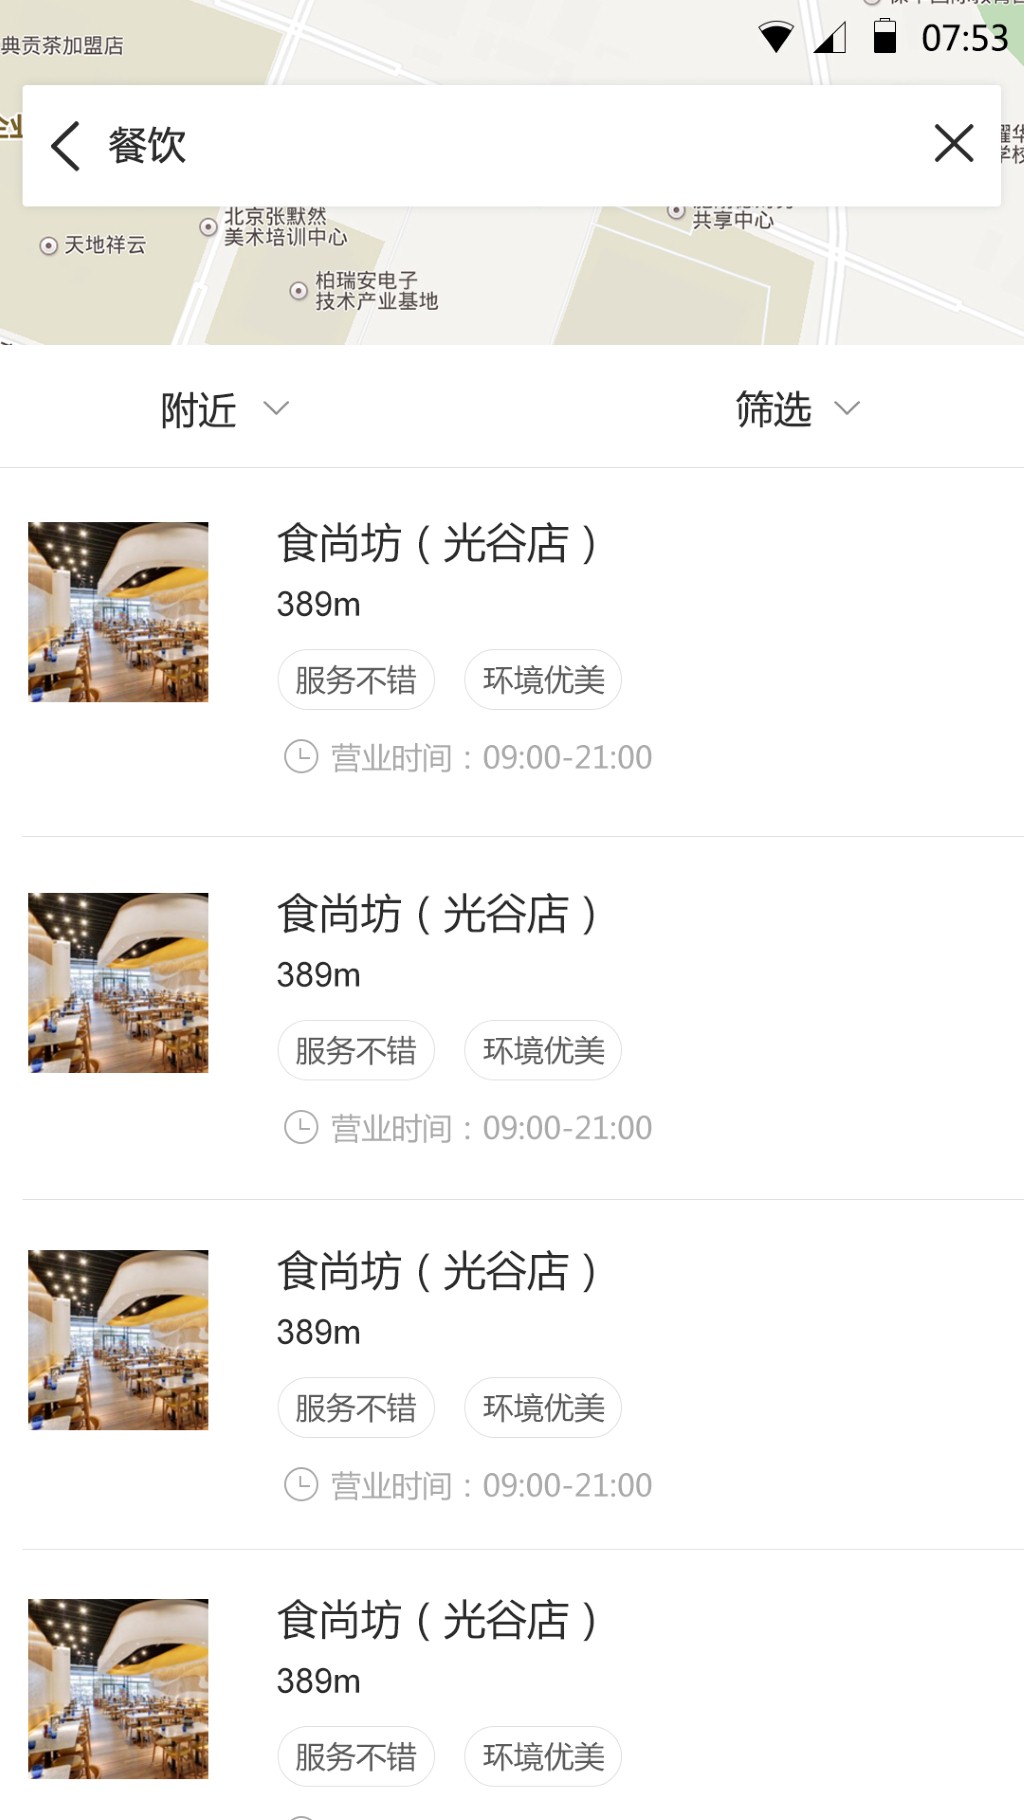 典贡茶加盟店
07:53
餐饮
北京张默然
美术培训中心
天地祥云
共享中心
柏瑞安电子
技术产业基地
附近
筛选
食尚坊（光谷店）
389m
服务不错
环境优美
营业时间：09:00-21:00
食尚坊（光谷店）
389m
服务不错
环境优美
营业时间：09:00-21:00
食尚坊（光谷店）
389m
服务不错
环境优美
营业时间：09:00-21:00
食尚坊（光谷店）
389m
服务不错
环境优美